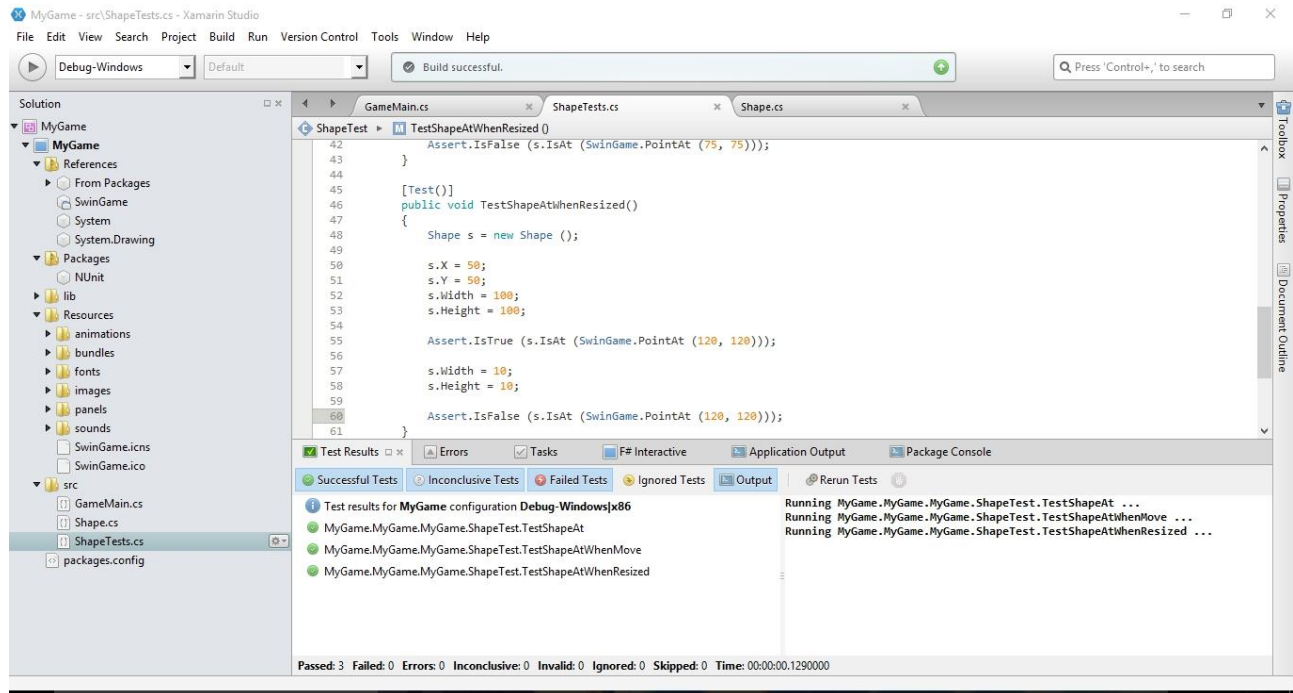 MyGame - src\ShapeTests.cs - Xamarin Studio
File Edit View Search Project Build Run Version Control Tools Window Help
Debug-Windows Default Build successful. Press 'Control+,' to search
Solution
MyGame
MyGame
References
From Packages
SwinGame
System
System.Drawing
Packages
NUnit
lib
Resources
animations
bundles
fonts
images
panels
sounds
SwinGame.icns
SwinGame.ico
src
GameMain.cs
Shape.cs
ShapeTests.cs
packages.config
GameMain.cs ShapeTests.cs Shape.cs
ShapeTest M TestShapeAtWhenResized ()
42 Assert.IsFalse (s.IsAt (SwinGame.PointAt (75, 75)));
43 }
44
45 [Test()]
46 public void TestShapeAtWhenResized()
47 {
48 Shape s = new Shape ();
49
50 s.X = 50;
51 s.Y = 50;
52 s.Width = 100;
53 s.Height = 100;
54
55 Assert.IsTrue (s.IsAt (SwinGame.PointAt (120, 120)));
56
57 s.Width = 10;
58 s.Height = 10;
59
60 Assert.IsFalse (s.IsAt (SwinGame.PointAt (120, 120)));
61 }
Toolbox
Properties
Document Outline
Test Results Errors Tasks F# Interactive Application Output Package Console
Successful Tests Inconclusive Tests Failed Tests Ignored Tests Output Rerun Tests
Test results for MyGame configuration Debug-Windows|x86
MyGame.MyGame.MyGame.ShapeTest.TestShapeAt
MyGame.MyGame.MyGame.ShapeTest.TestShapeAtWhenMove
MyGame.MyGame.MyGame.ShapeTest.TestShapeAtWhenResized
Running MyGame.MyGame.MyGame.ShapeTest.TestShapeAt ...
Running MyGame.MyGame.MyGame.ShapeTest.TestShapeAtWhenMove ...
Running MyGame.MyGame.MyGame.ShapeTest.TestShapeAtWhenResized ...
Passed: 3 Failed: 0 Errors: 0 Inconclusive: 0 Invalid: 0 Ignored: 0 Skipped: 0 Time: 00:00:00.1290000